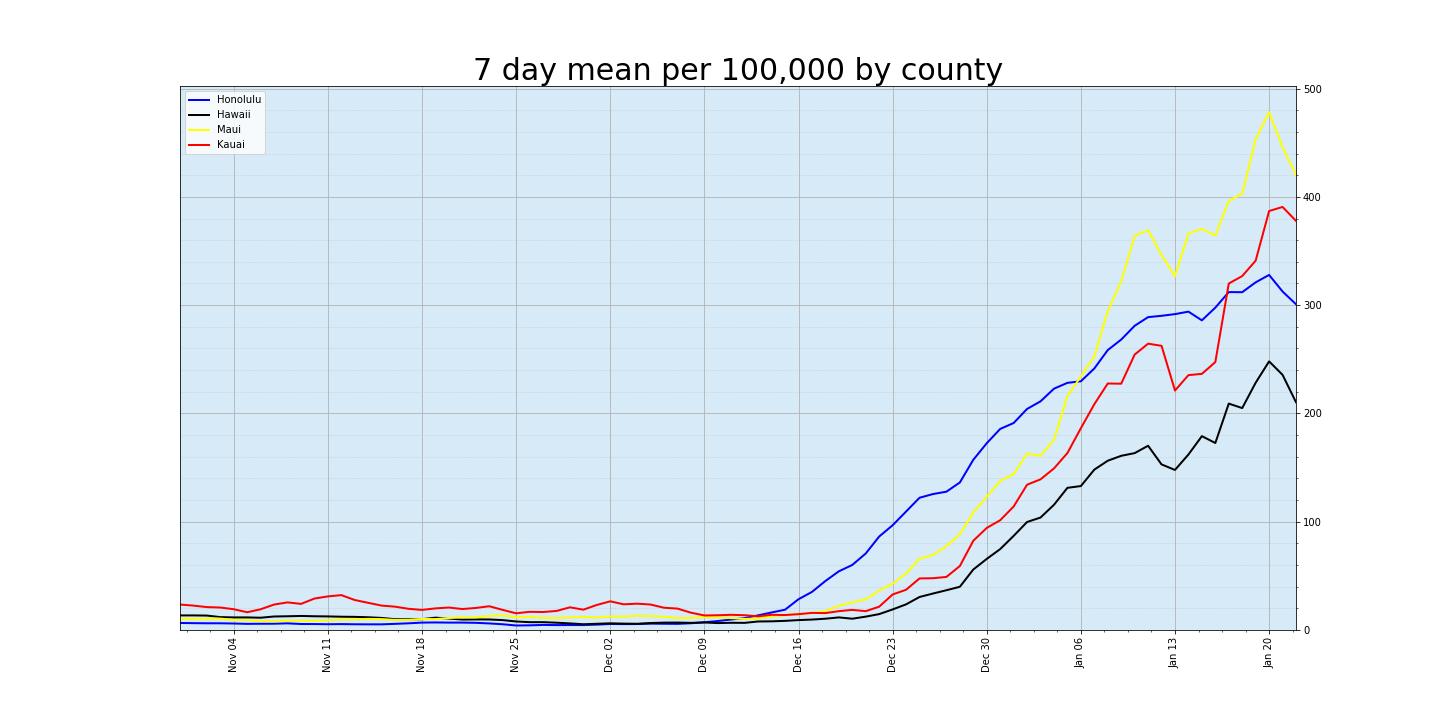 7 day mean per 100,000 by county
Honolulu
Hawaii
Maui
Kauai
500
400
300
200
100
0
Nov 04
Nov 11
Nov 18
Nov 25
Dec 02
Dec 09
Dec 16
Dec 23
Dec 30
Jan 06
Jan 13
Jan 20